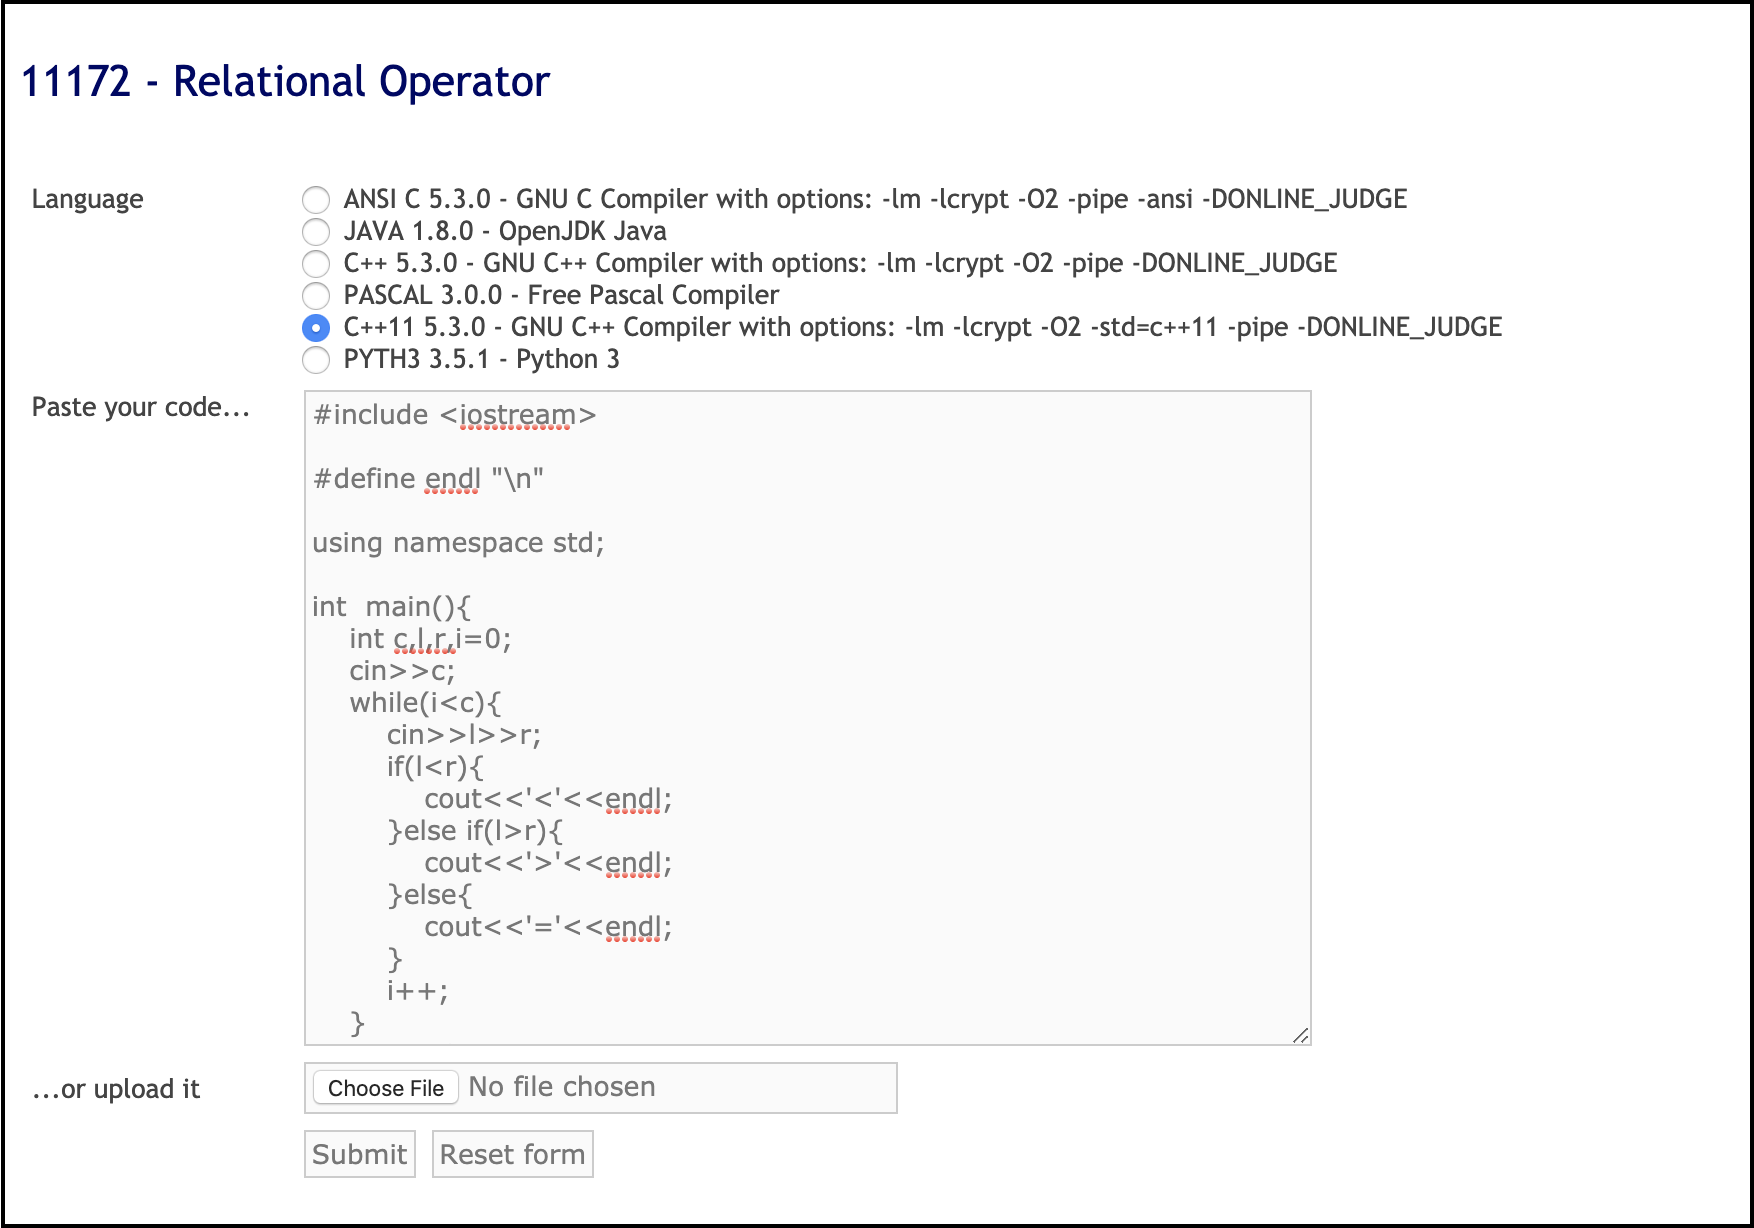 11172 - Relational Operator
Language
ANSI C 5.3.0 - GNU C Compiler with options: -lm -lcrypt -O2 -pipe -ansi -DONLINE_JUDGE
JAVA 1.8.0 - OpenJDK Java
C++ 5.3.0 - GNU C++ Compiler with options: -lm -lcrypt -O2 -pipe -DONLINE_JUDGE
PASCAL 3.0.0 - Free Pascal Compiler
C++11 5.3.0 - GNU C++ Compiler with options: -lm -lcrypt -O2 -std=c++11 -pipe -DONLINE_JUDGE
PYTH3 3.5.1 - Python 3
Paste your code...
#include <iostream>
#define endl "\n"
using namespace std;
int  main(){
    int c,l,r,i=0;
    cin>>c;
    while(i<c){
        cin>>l>>r;
        if(l<r){
            cout<<'<'<<endl;
        }else if(l>r){
            cout<<'>'<<endl;
        }else{
            cout<<'='<<endl;
        }
        i++;
    }
...or upload it
Choose File No file chosen
Submit Reset form